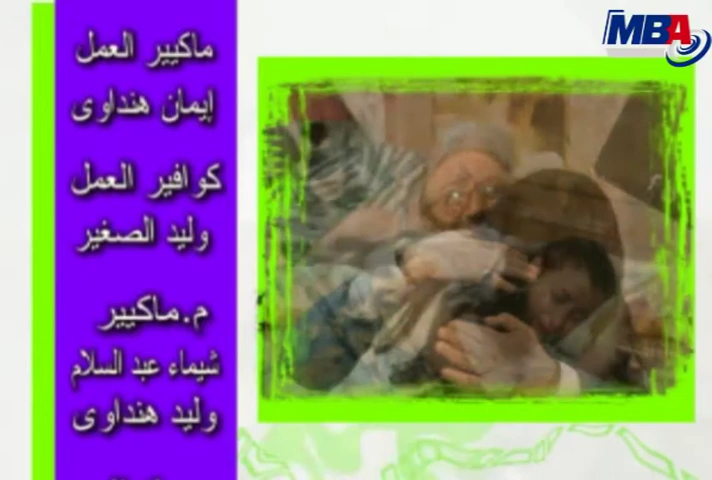 MBA
ماكيير العمل
إيمان هنداوى
كوافير العمل
وليد الصغير
م.ماكيير
شيماء عبد السلام
وليد هنداوى